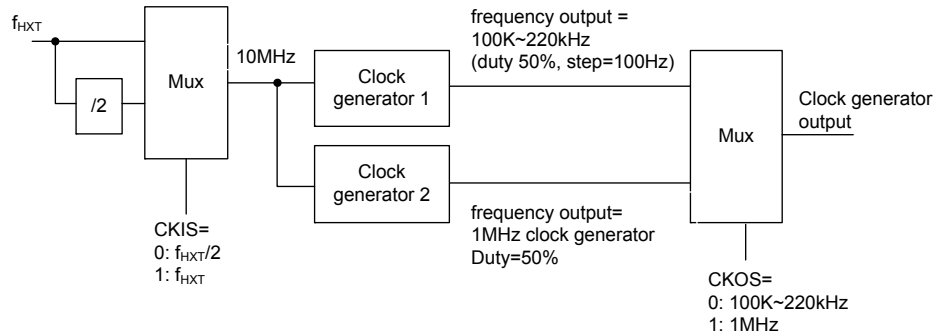 fHXT
/2
Mux
10MHz
CKIS=
0: fHXT/2
1: fHXT
Clock
generator 1
Clock
generator 2
frequency output =
100K~220kHz
(duty 50%, step=100Hz)
frequency output=
1MHz clock generator
Duty=50%
Mux
CKOS=
0: 100K~220kHz
1: 1MHz
Clock generator
output